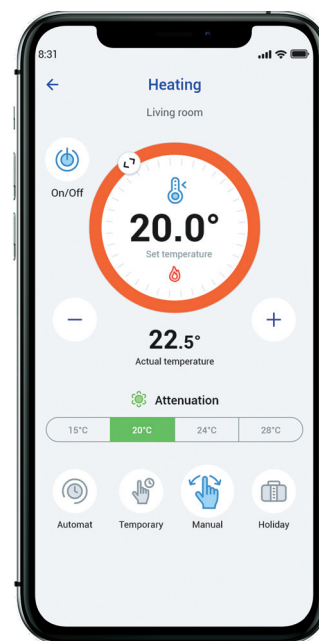 8:31
Heating
Living room
On/Off
20.0°
Set temperature
22.5°
Actual temperature
Attenuation
15°C 20°C 24°C 28°C
Automat Temporary Manual Holiday